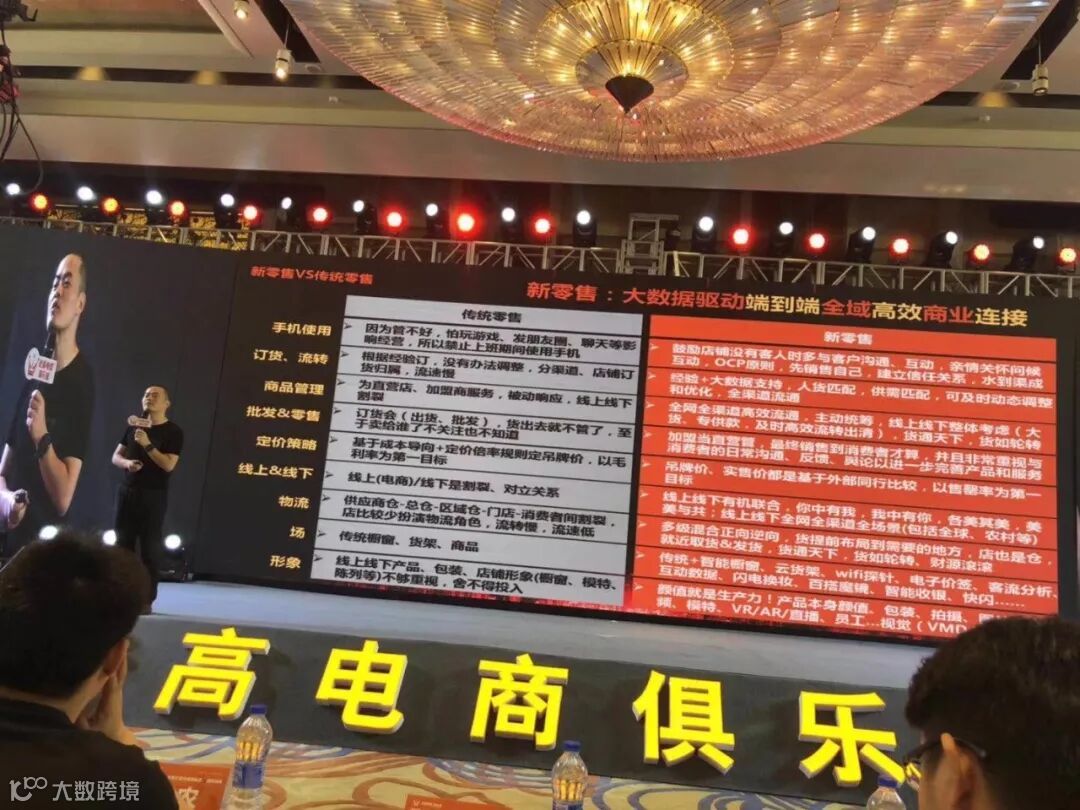 新零售VS传统零售
新零售：大数据驱动端到端全域高效商业连接
传统零售
新零售
手机使用
因为管不好，怕玩游戏、发朋友圈、聊天等影
响经营，所以禁止上班期间使用手机
鼓励店铺没有客人时多与客户沟通、互动，亲情关怀问候
互动，OCP原则，先销售自己，建立信任关系，水到渠成
订货、流转
根据经验订，没有办法调整，分渠道、店铺订
货归属，流速慢
经验+大数据支持，人货匹配，供需匹配，可及时动态调整
和优化，全渠道流通
商品管理
为直营店、加盟商服务，被动响应，线上线下
割裂
全网全渠道高效流通，主动统筹，线上线下整体考虑（大
货、专供款，及时高效流转出清），货通天下，货如轮转
批发&零售
订货会（出货、批发），货出去就不管了，至
于卖给谁了不关注也不知道
加盟当直营管，最终销售到消费者才算，并且非常重视与
消费者的日常沟通、反馈、舆论以进一步完善产品和服务
定价策略
基于成本导向+定价倍率规则定吊牌价，以毛
利率为第一目标
吊牌价、实售价都是基于外部同行比较，以售罄率为第一
目标
线上&线下
线上(电商)/线下是割裂、对立关系
线上线下有机联合，你中有我，我中有你，各美其美，美
美与共；线上线下全网全渠道全场景(包括全球、农村等)
物流
供应商仓-总仓-区域仓-门店-消费者间割裂，
店比较少扮演物流角色，流转慢，流速低
多级混合正向逆向，货提前布局到需要的地方，店也是仓，
就近取货&发货，货通天下，货如轮转、财源滚滚
场
传统橱窗、货架、商品
传统+智能橱窗、云货架、wifi探针、电子价签、客流分析、
互动数据、闪电换妆、百搭魔镜、智能收银、快闪……
形象
线上线下产品、包装、店铺形象(橱窗、模特、
陈列等)不够重视，舍不得投入
颜值就是生产力！产品本身颜值、包装、拍摄、
频、模特、VR/AR/直播、员工…视觉（VMD
高电商俱乐
农
大数跨境